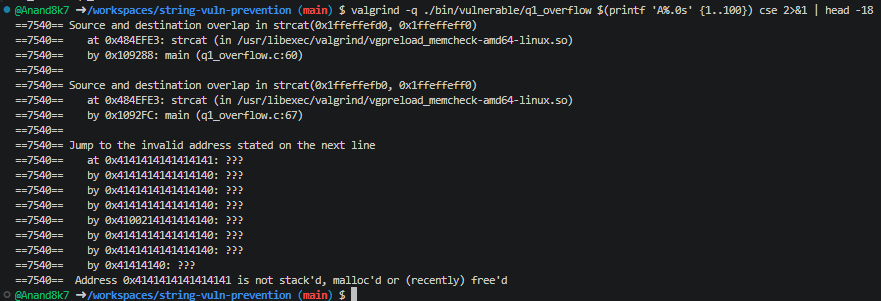 @Anand8k7 ➜/workspaces/string-vuln-prevention (main) $ valgrind -q ./bin/vulnerable/q1_overflow $(printf 'A%.0s' {1..100}) cse 2>&1 | head -18
==7540== Source and destination overlap in strcat(0x1ffeffefd0, 0x1ffeffeff0)
==7540==    at 0x484EFE3: strcat (in /usr/libexec/valgrind/vgpreload_memcheck-amd64-linux.so)
==7540==    by 0x109288: main (q1_overflow.c:60)
==7540==
==7540== Source and destination overlap in strcat(0x1ffeffefb0, 0x1ffeffeff0)
==7540==    at 0x484EFE3: strcat (in /usr/libexec/valgrind/vgpreload_memcheck-amd64-linux.so)
==7540==    by 0x1092FC: main (q1_overflow.c:67)
==7540==
==7540== Jump to the invalid address stated on the next line
==7540==    at 0x4141414141414141: ???
==7540==    by 0x4141414141414140: ???
==7540==    by 0x4141414141414140: ???
==7540==    by 0x4141414141414140: ???
==7540==    by 0x4100214141414140: ???
==7540==    by 0x4141414141414140: ???
==7540==    by 0x4141414141414140: ???
==7540==    by 0x41414140: ???
==7540==  Address 0x4141414141414141 is not stack'd, malloc'd or (recently) free'd
@Anand8k7 ➜/workspaces/string-vuln-prevention (main) $